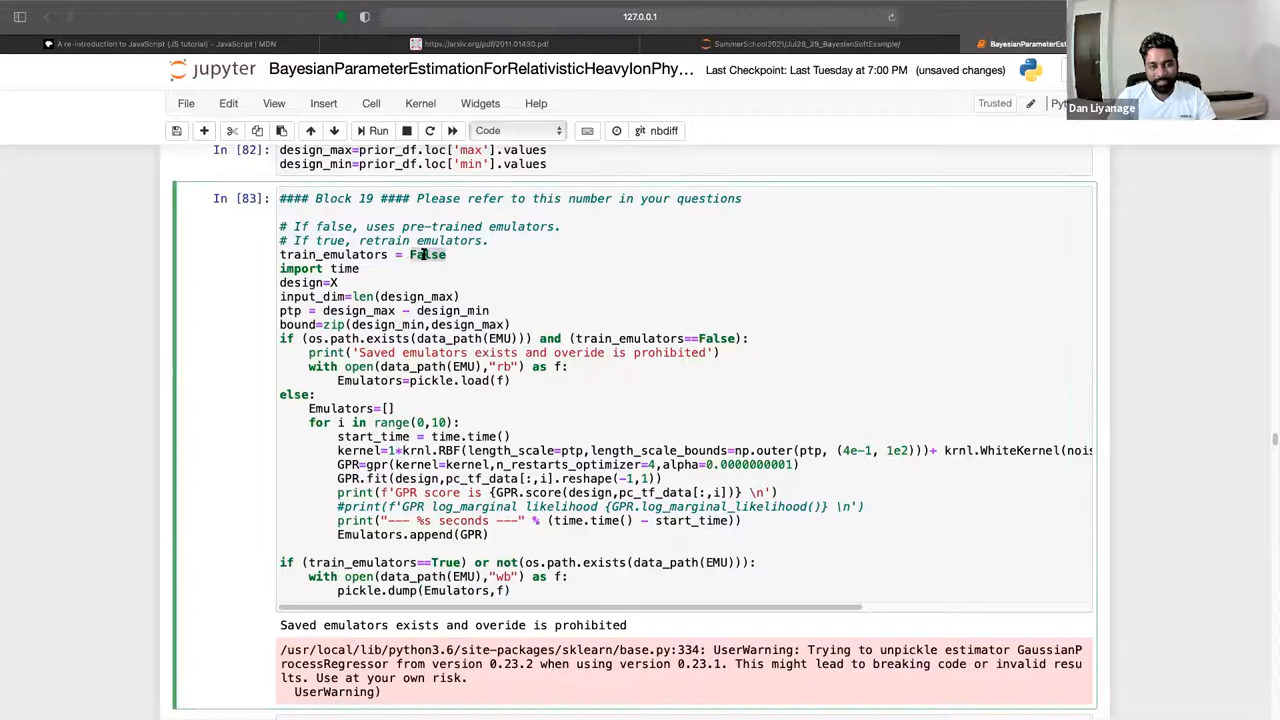 127.0.0.1
A re-introduction to JavaScript (JS tutorial) - JavaScript | MDN
https://arxiv.org/pdf/2011.01430.pdf/
SummerSchool2021/Jul28_29_BayesianSoftExample/
BayesianParameterEst
jupyter BayesianParameterEstimationForRelativisticHeavyIonPhy... Last Checkpoint: Last Tuesday at 7:00 PM (unsaved changes)
Dan Liyanage
File Edit View Insert Cell Kernel Widgets Help Trusted Py
Run Code nbdiff
In [82]: design_max=prior_df.loc['max'].values
design_min=prior_df.loc['min'].values
In [83]: #### Block 19 #### Please refer to this number in your questions
# If false, uses pre-trained emulators.
# If true, retrain emulators.
train_emulators = False
import time
design=X
input_dim=len(design_max)
ptp = design_max - design_min
bound=zip(design_min,design_max)
if (os.path.exists(data_path(EMU))) and (train_emulators==False):
print('Saved emulators exists and overide is prohibited')
with open(data_path(EMU),"rb") as f:
Emulators=pickle.load(f)
else:
Emulators=[]
for i in range(0,10):
start_time = time.time()
kernel=1*krnl.RBF(length_scale=ptp,length_scale_bounds=np.outer(ptp, (4e-1, 1e2)))+ krnl.WhiteKernel(noi
GPR=gpr(kernel=kernel,n_restarts_optimizer=4,alpha=0.0000000001)
GPR.fit(design,pc_tf_data[:,i].reshape(-1,1))
print(f'GPR score is {GPR.score(design,pc_tf_data[:,i])} \n')
#print(f'GPR log_marginal likelihood {GPR.log_marginal_likelihood()} \n')
print("--- %s seconds ---" % (time.time() - start_time))
Emulators.append(GPR)
if (train_emulators==True) or not(os.path.exists(data_path(EMU))):
with open(data_path(EMU),"wb") as f:
pickle.dump(Emulators,f)
Saved emulators exists and overide is prohibited
/usr/local/lib/python3.6/site-packages/sklearn/base.py:334: UserWarning: Trying to unpickle estimator GaussianP
rocessRegressor from version 0.23.2 when using version 0.23.1. This might lead to breaking code or invalid resu
lts. Use at your own risk.
UserWarning)